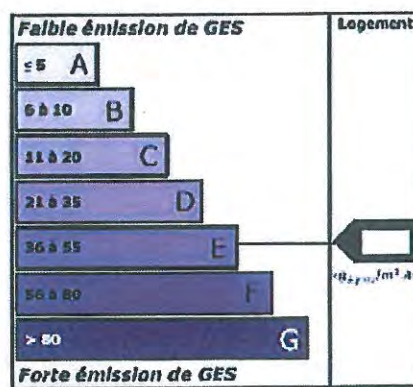 Faible émission de GES
Logement
≤ 5 A
6 à 10 B
11 à 20 C
21 à 35 D
36 à 55 E
56 à 80 F
> 80 G
Forte émission de GES